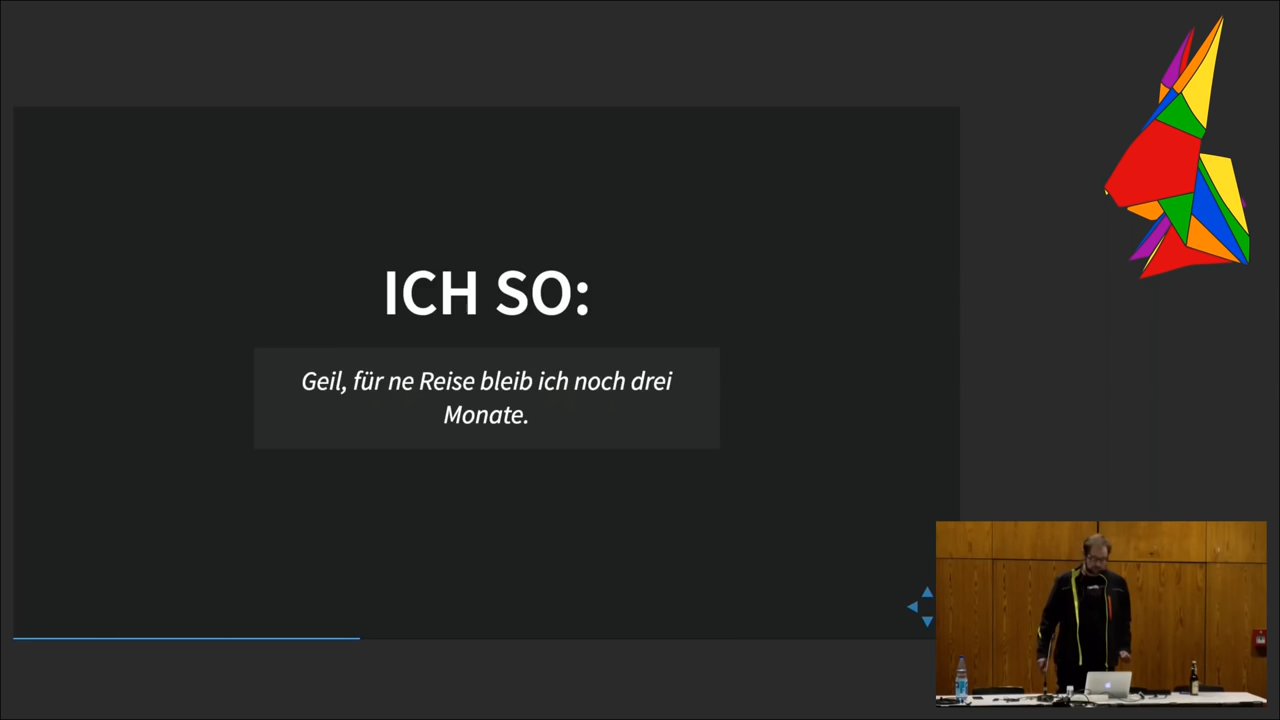 ICH SO:
Geil, für ne Reise bleib ich noch drei
Monate.